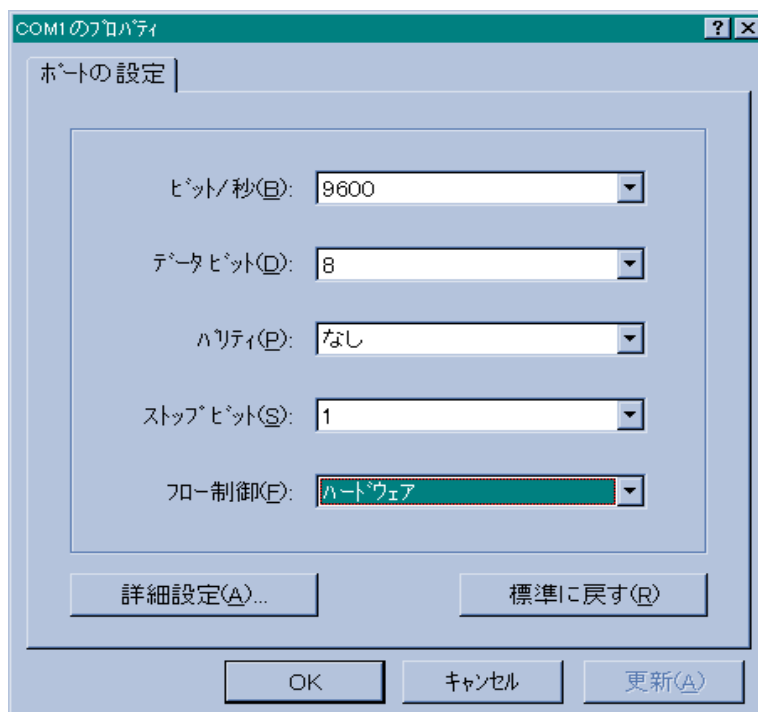 COM1のﾌﾟﾛﾊﾟﾃｨ
ﾎﾟｰﾄの設定
ﾋﾞｯﾄ/秒(B): 9600
ﾃﾞｰﾀ ﾋﾞｯﾄ(D): 8
ﾊﾟﾘﾃｨ(P): なし
ｽﾄｯﾌﾟ ﾋﾞｯﾄ(S): 1
ﾌﾛｰ制御(F): ﾊｰﾄﾞｳｪｱ
詳細設定(A)... 標準に戻す(R)
OK ｷｬﾝｾﾙ 更新(A)